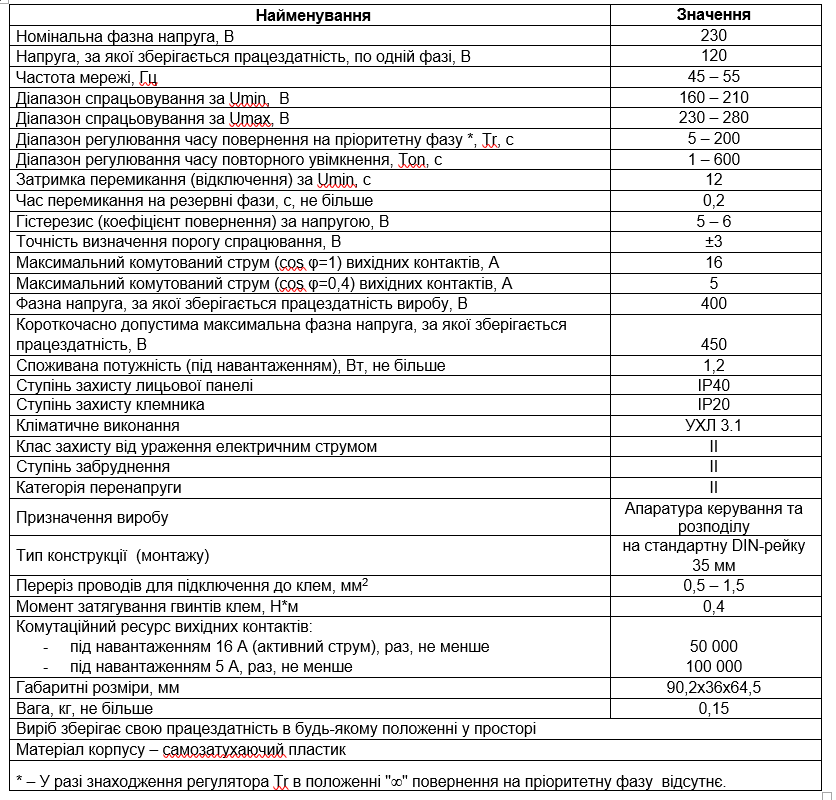 Найменування Значення
Номінальна фазна напруга, В 230
Напруга, за якої зберігається працездатність, по одній фазі, В 120
Частота мережі, Гц 45 – 55
Діапазон спрацьовування за Umin, В 160 – 210
Діапазон спрацьовування за Umax, В 230 – 280
Діапазон регулювання часу повернення на пріоритетну фазу *, Tr, с 5 – 200
Діапазон регулювання часу повторного увімкнення, Ton, с 1 – 600
Затримка перемикання (відключення) за Umin, с 12
Час перемикання на резервні фази, с, не більше 0,2
Гістерезис (коефіцієнт повернення) за напругою, В 5 – 6
Точність визначення порогу спрацювання, В ±3
Максимальний комутований струм (cos φ=1) вихідних контактів, А 16
Максимальний комутований струм (cos φ=0,4) вихідних контактів, А 5
Фазна напруга, за якої зберігається працездатність виробу, В 400
Короткочасно допустима максимальна фазна напруга, за якої зберігається
працездатність, В 450
Споживана потужність (під навантаженням), Вт, не більше 1,2
Ступінь захисту лицьової панелі IP40
Ступінь захисту клемника IP20
Кліматичне виконання УХЛ 3.1
Клас захисту від ураження електричним струмом II
Ступінь забруднення II
Категорія перенапруги II
Призначення виробу Апаратура керування та
розподілу
Тип конструкції (монтажу) на стандартну DIN-рейку
35 мм
Переріз проводів для підключення до клем, мм² 0,5 – 1,5
Момент затягування гвинтів клем, Н*м 0,4
Комутаційний ресурс вихідних контактів:
- під навантаженням 16 А (активний струм), раз, не менше 50 000
- під навантаженням 5 А, раз, не менше 100 000
Габаритні розміри, мм 90,2х36х64,5
Вага, кг, не більше 0,15
Виріб зберігає свою працездатність в будь-якому положенні у просторі
Матеріал корпусу – самозатухаючий пластик
* – У разі знаходження регулятора Tr в положенні "∞" повернення на пріоритетну фазу відсутнє.